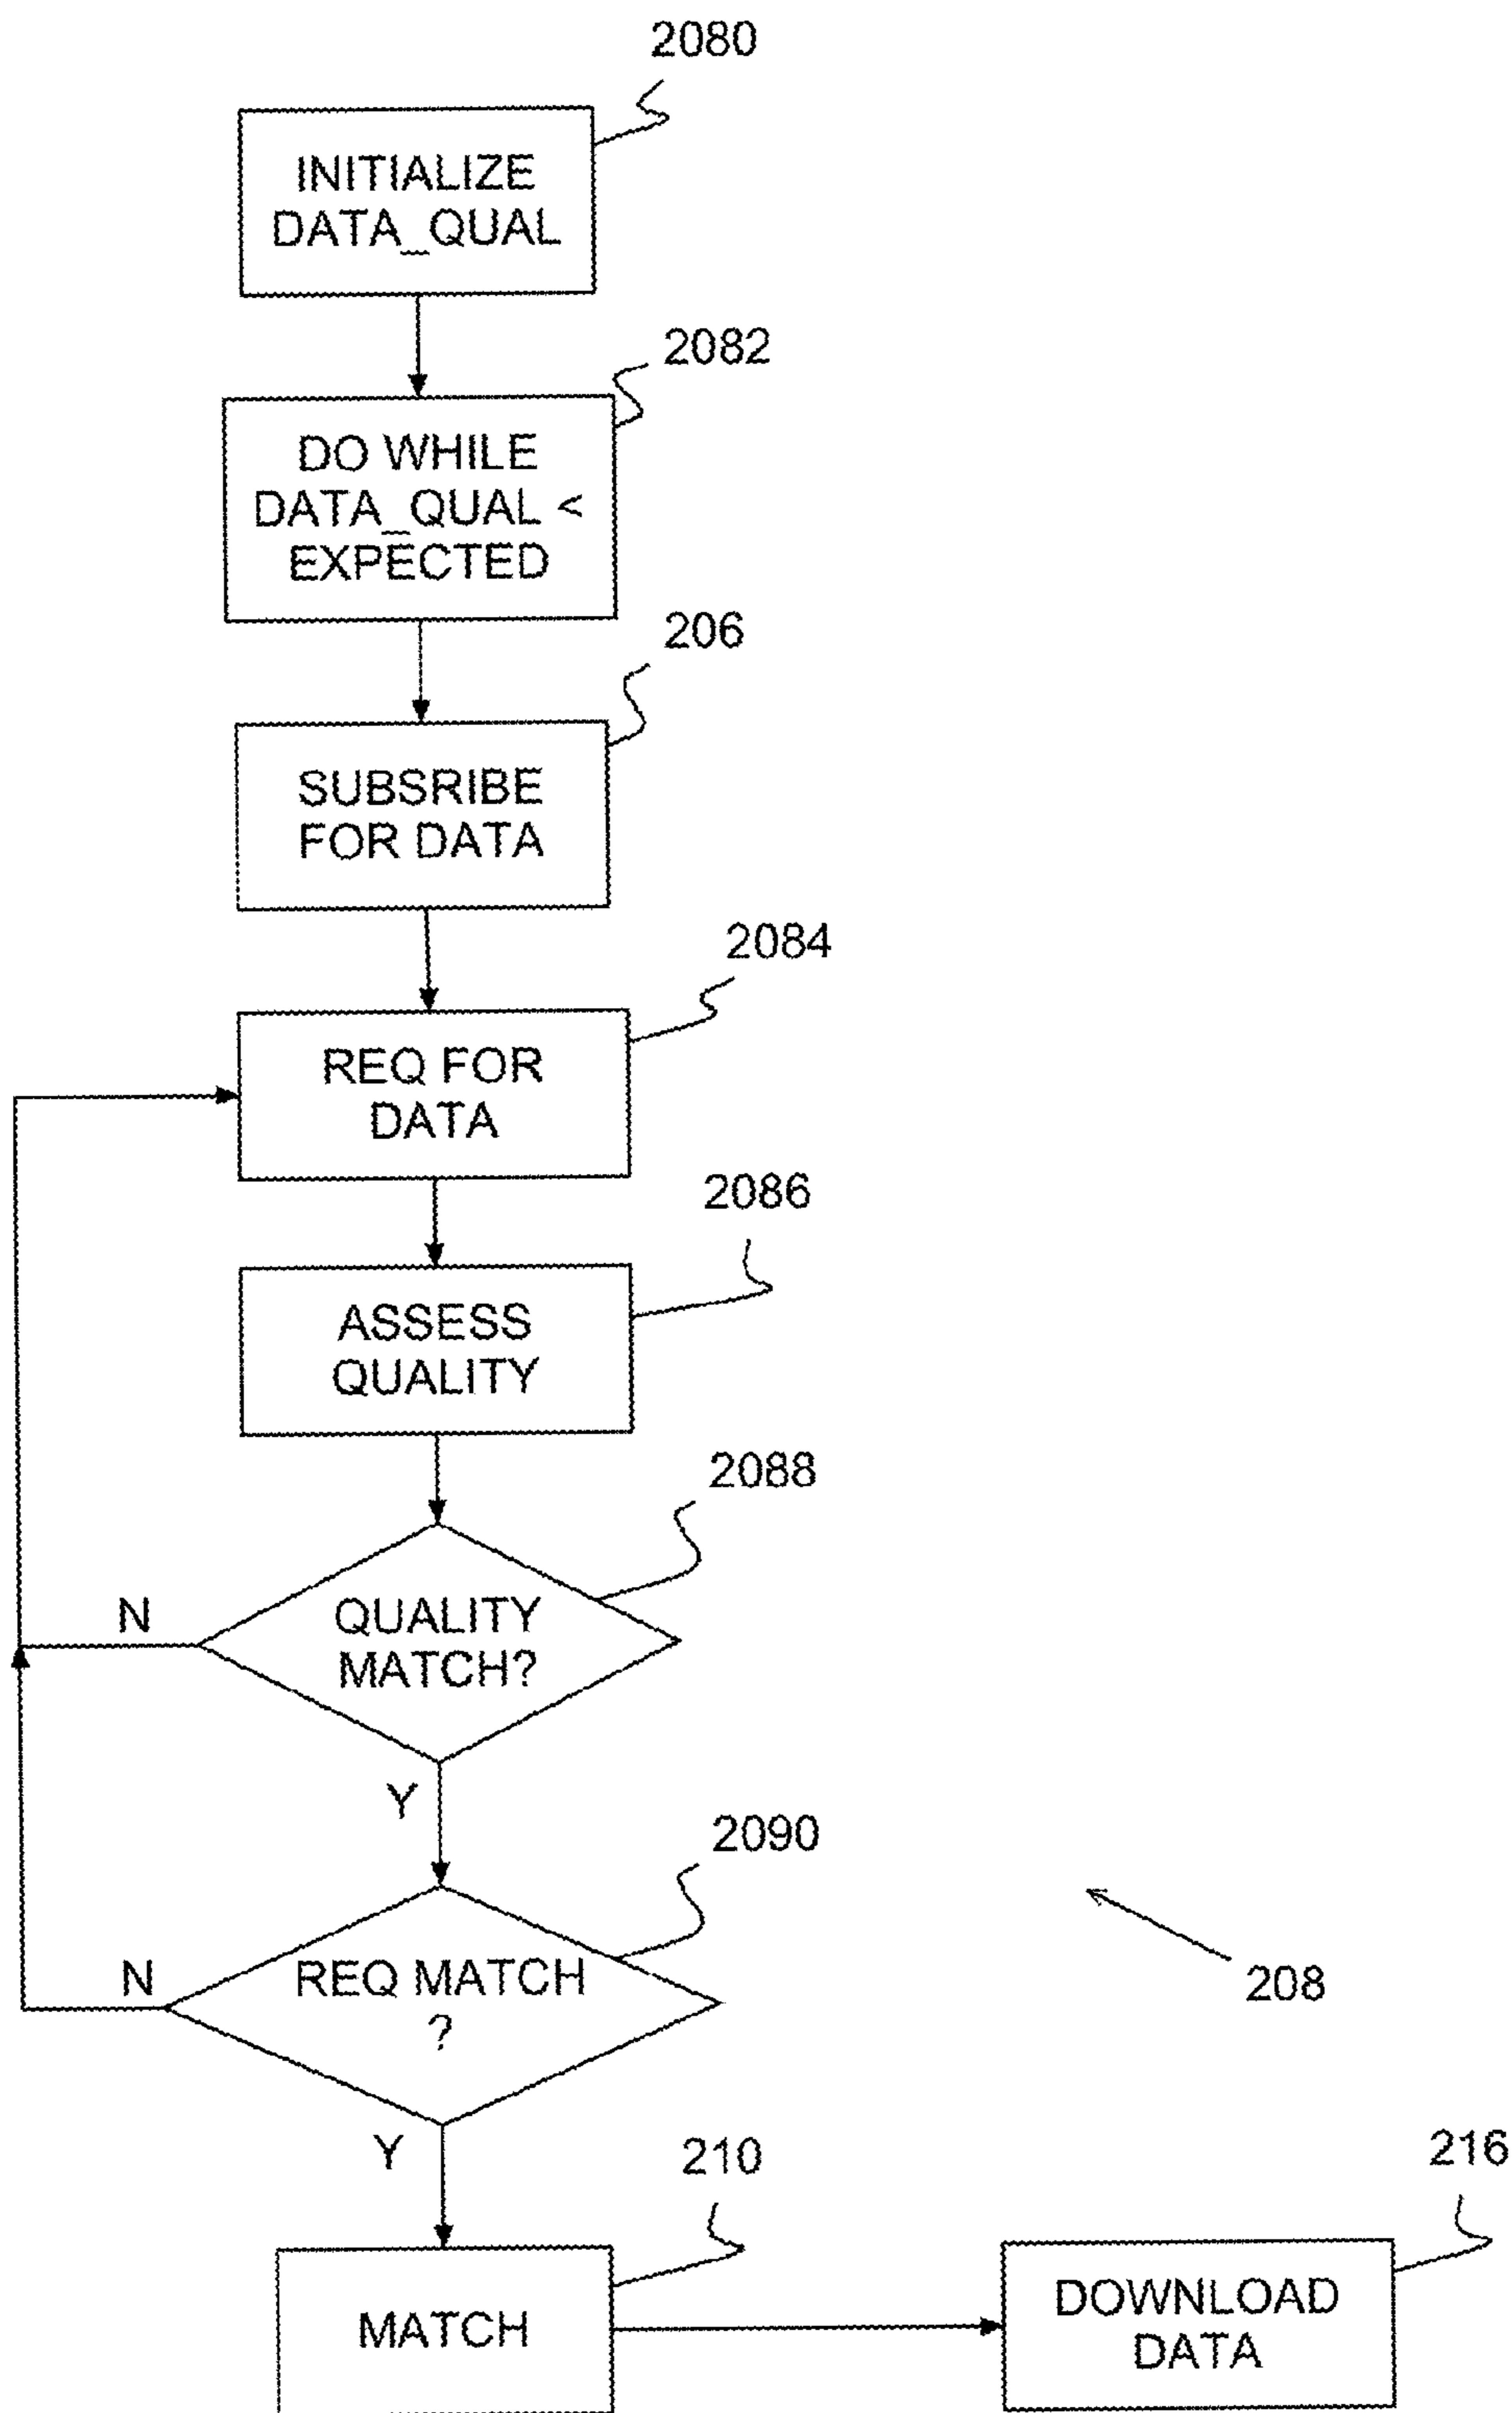 2080
INITIALIZE
DATA_QUAL
2082
DO WHILE
DATA_QUAL <
EXPECTED
206
SUBSRIBE
FOR DATA
2084
REQ FOR
DATA
2086
ASSESS
QUALITY
2088
N
QUALITY
MATCH?
Y
2090
N
REQ MATCH
?
208
Y
210
216
MATCH
DOWNLOAD
DATA